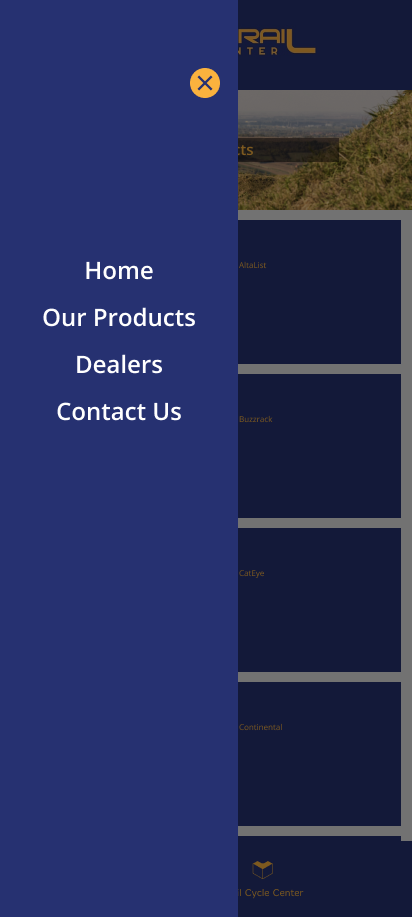 RAIL
NTER
cts
Home
Our Products
Dealers
Contact Us
AltaList
Buzzrack
CatEye
Continental
l Cycle Center